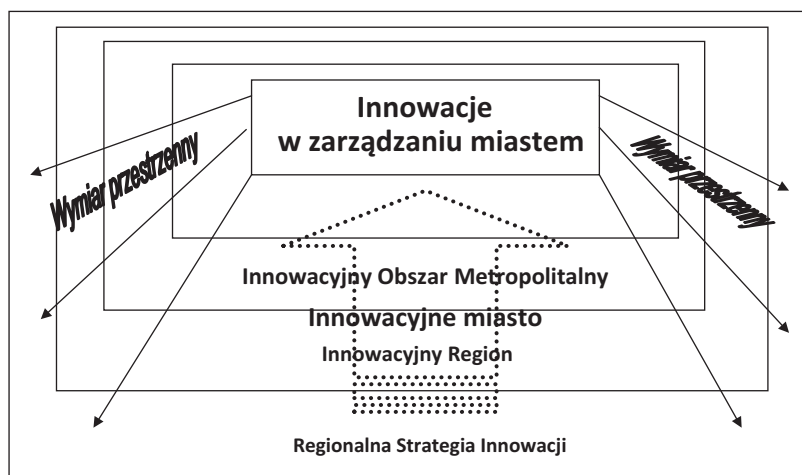 Innowacje
w zarządzaniu miastem
Wymiar przestrzenny
Wymiar przestrzenny
Innowacyjny Obszar Metropolitalny
Innowacyjne miasto
Innowacyjny Region
Regionalna Strategia Innowacji